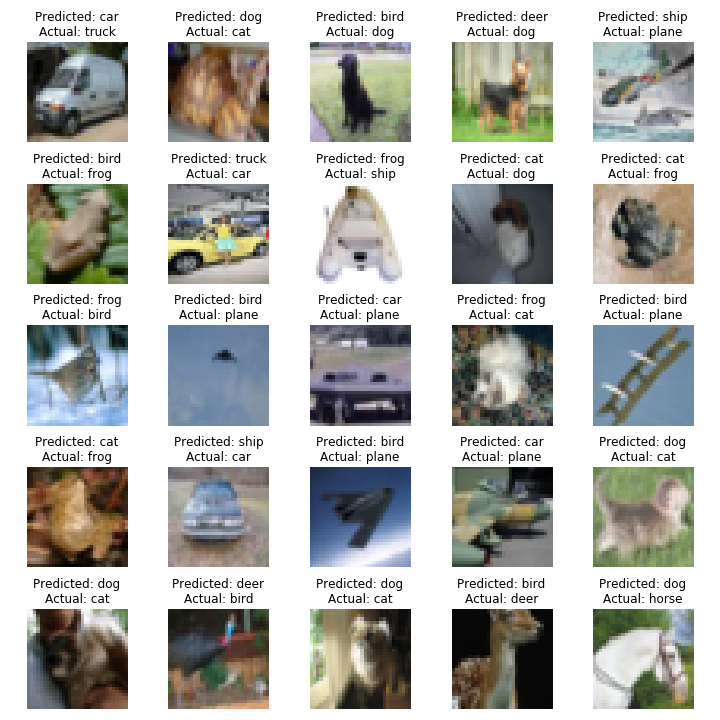 Predicted: car
Actual: truck
Predicted: dog
Actual: cat
Predicted: bird
Actual: dog
Predicted: deer
Actual: dog
Predicted: ship
Actual: plane
Predicted: bird
Actual: frog
Predicted: truck
Actual: car
Predicted: frog
Actual: ship
Predicted: cat
Actual: dog
Predicted: cat
Actual: frog
Predicted: frog
Actual: bird
Predicted: bird
Actual: plane
Predicted: car
Actual: plane
Predicted: frog
Actual: cat
Predicted: bird
Actual: plane
Predicted: cat
Actual: frog
Predicted: ship
Actual: car
Predicted: bird
Actual: plane
Predicted: car
Actual: plane
Predicted: dog
Actual: cat
Predicted: dog
Actual: cat
Predicted: deer
Actual: bird
Predicted: dog
Actual: cat
Predicted: bird
Actual: deer
Predicted: dog
Actual: horse